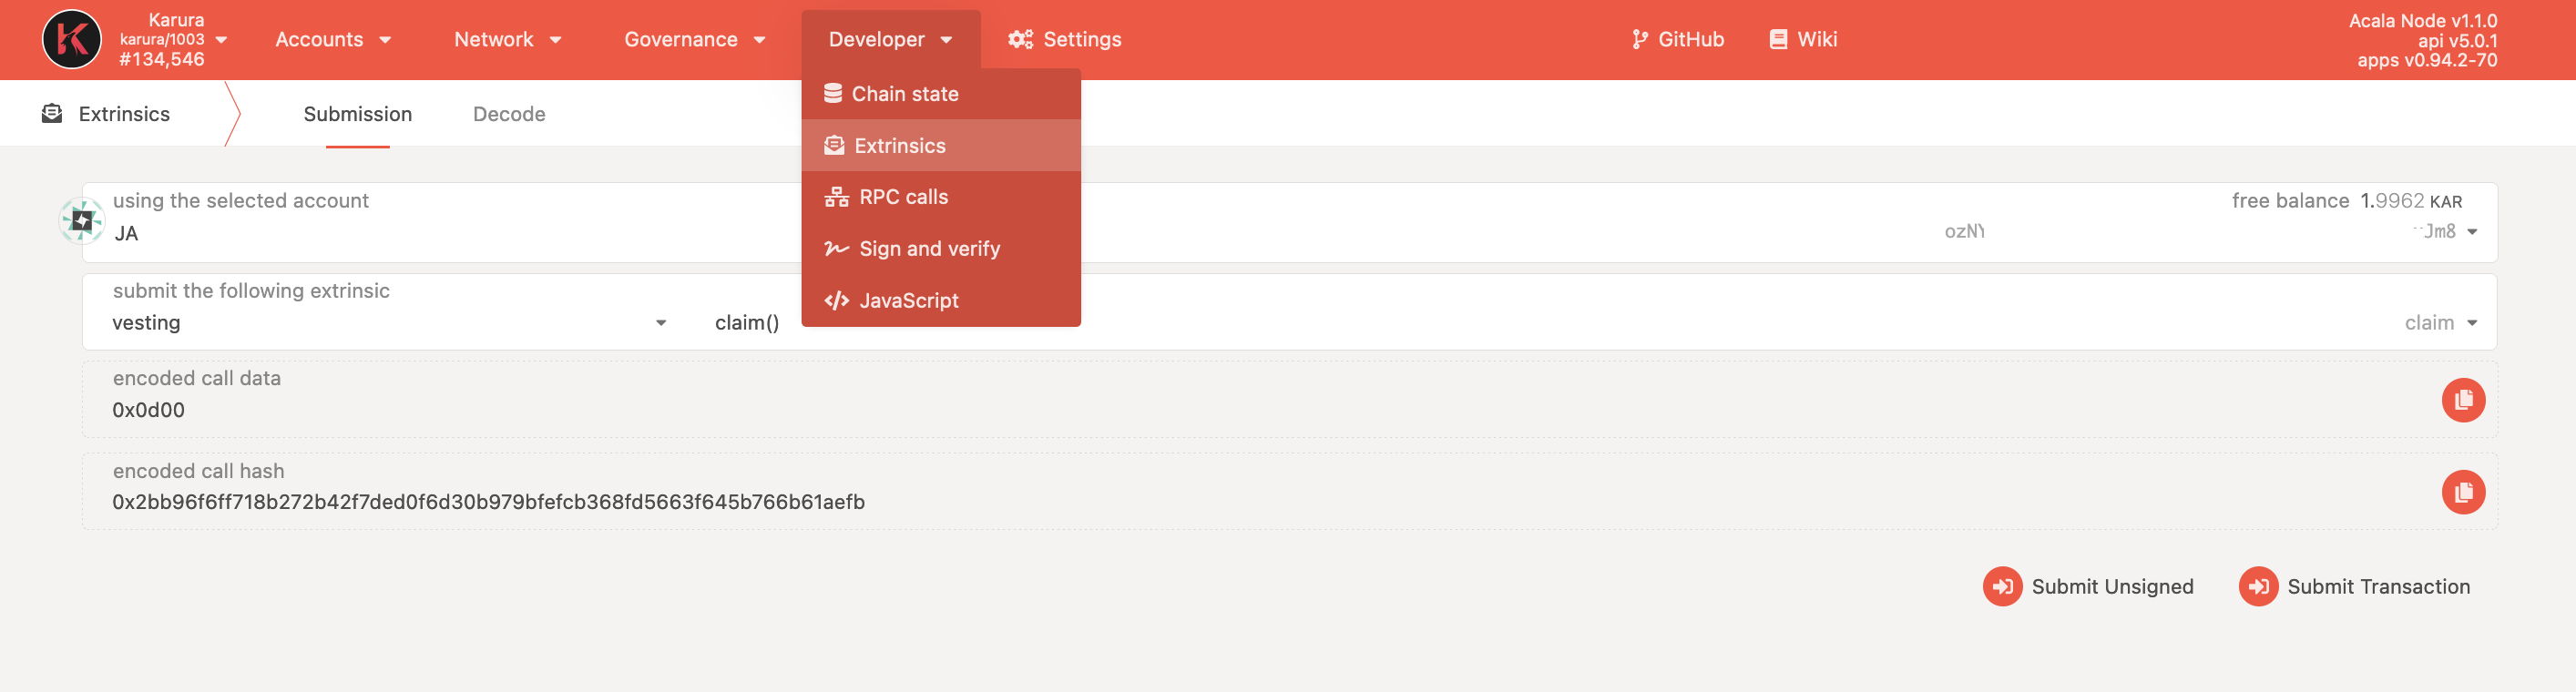 Karura
karura/1003
#134,546
Accounts
Network
Governance
Developer
Settings
GitHub
Wiki
Acala Node v1.1.0
api v5.0.1
apps v0.94.2-70
Extrinsics
Submission
Decode
Chain state
Extrinsics
RPC calls
Sign and verify
JavaScript
using the selected account
JA
free balance 1.9962 KAR
ozNY
Jm8
submit the following extrinsic
vesting
claim()
claim
encoded call data
0x0d00
encoded call hash
0x2bb96f6ff718b272b42f7ded0f6d30b979bfefcb368fd5663f645b766b61aefb
Submit Unsigned
Submit Transaction